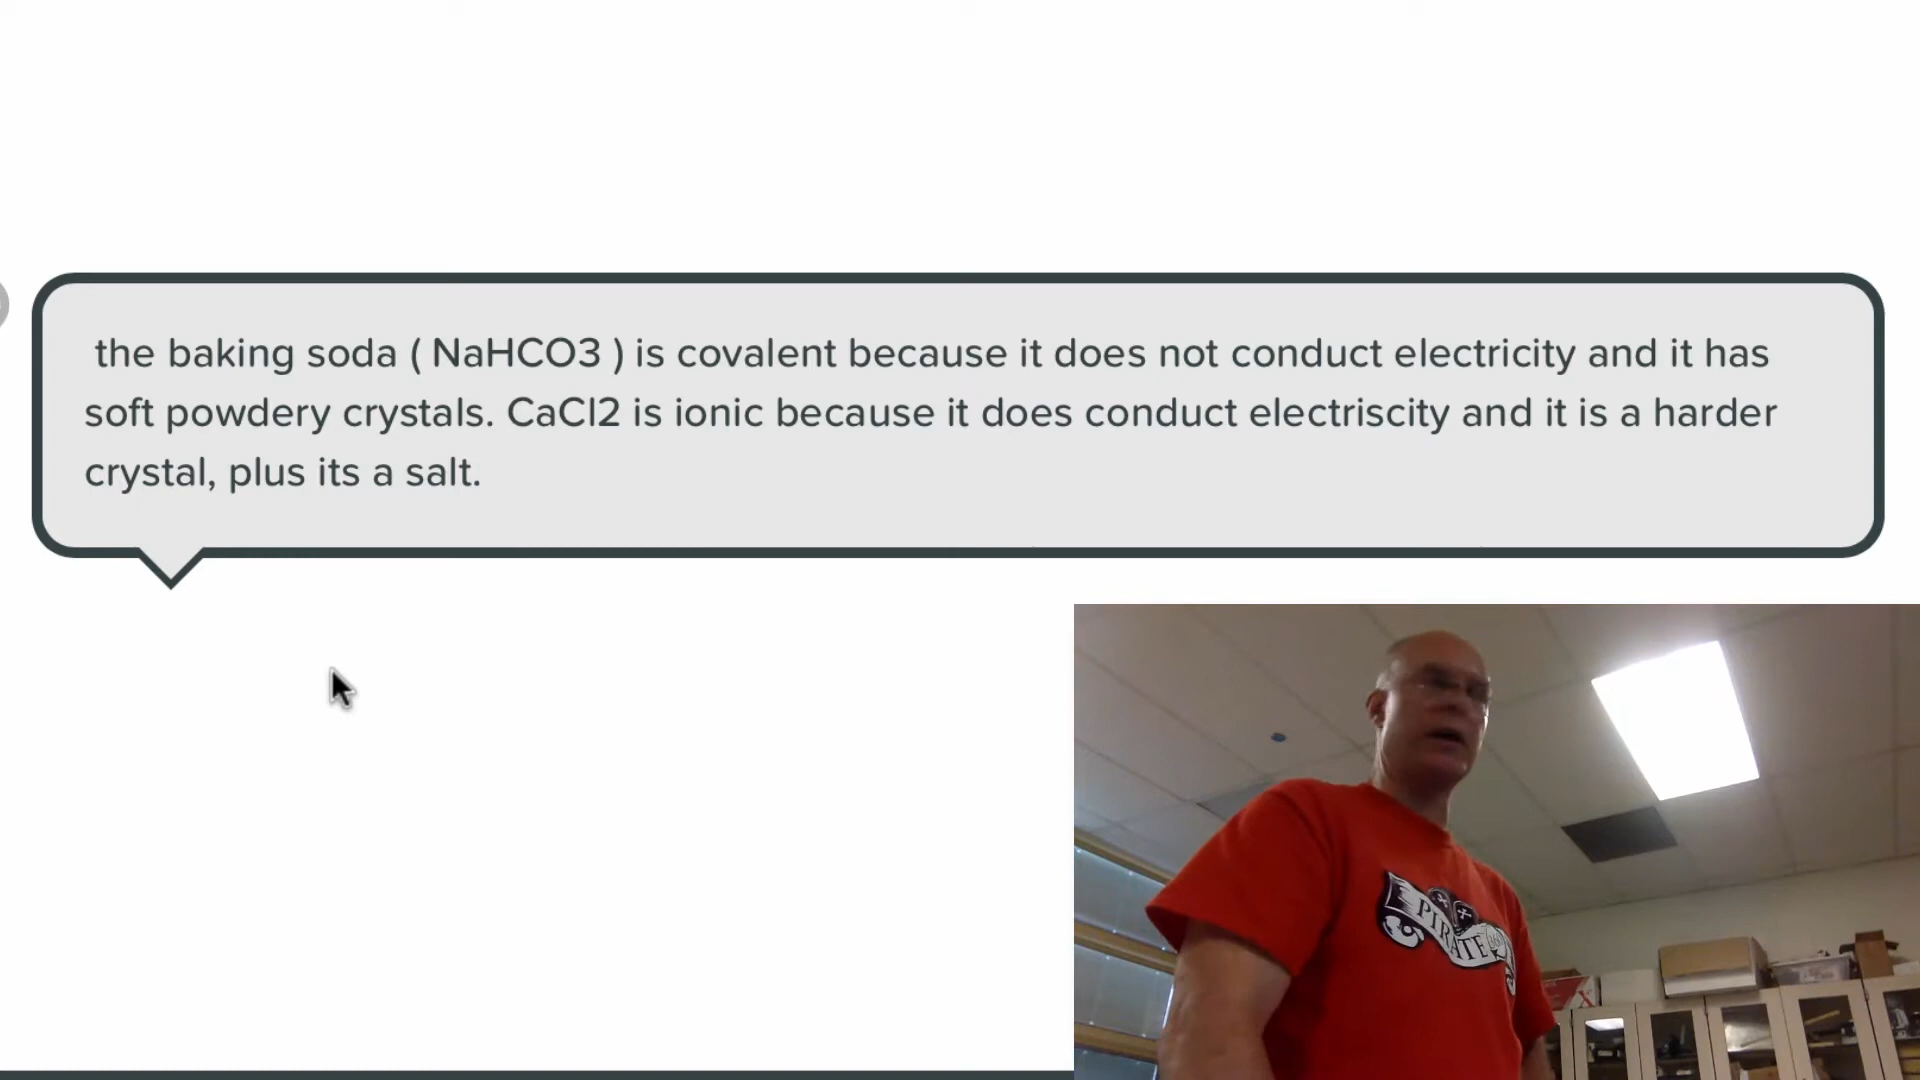 the baking soda ( NaHCO3 ) is covalent because it does not conduct electricity and it has
soft powdery crystals. CaCl2 is ionic because it does conduct electriscity and it is a harder
crystal, plus its a salt.
PIRATE